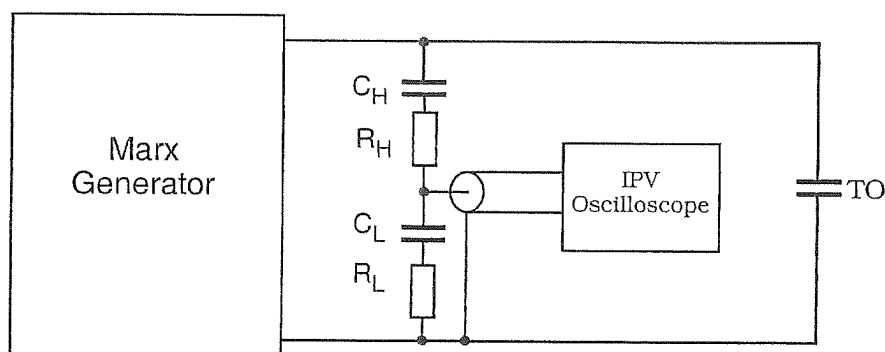 Marx
Generator
C_H
R_H
C_L
R_L
IPV
Oscilloscope
TO